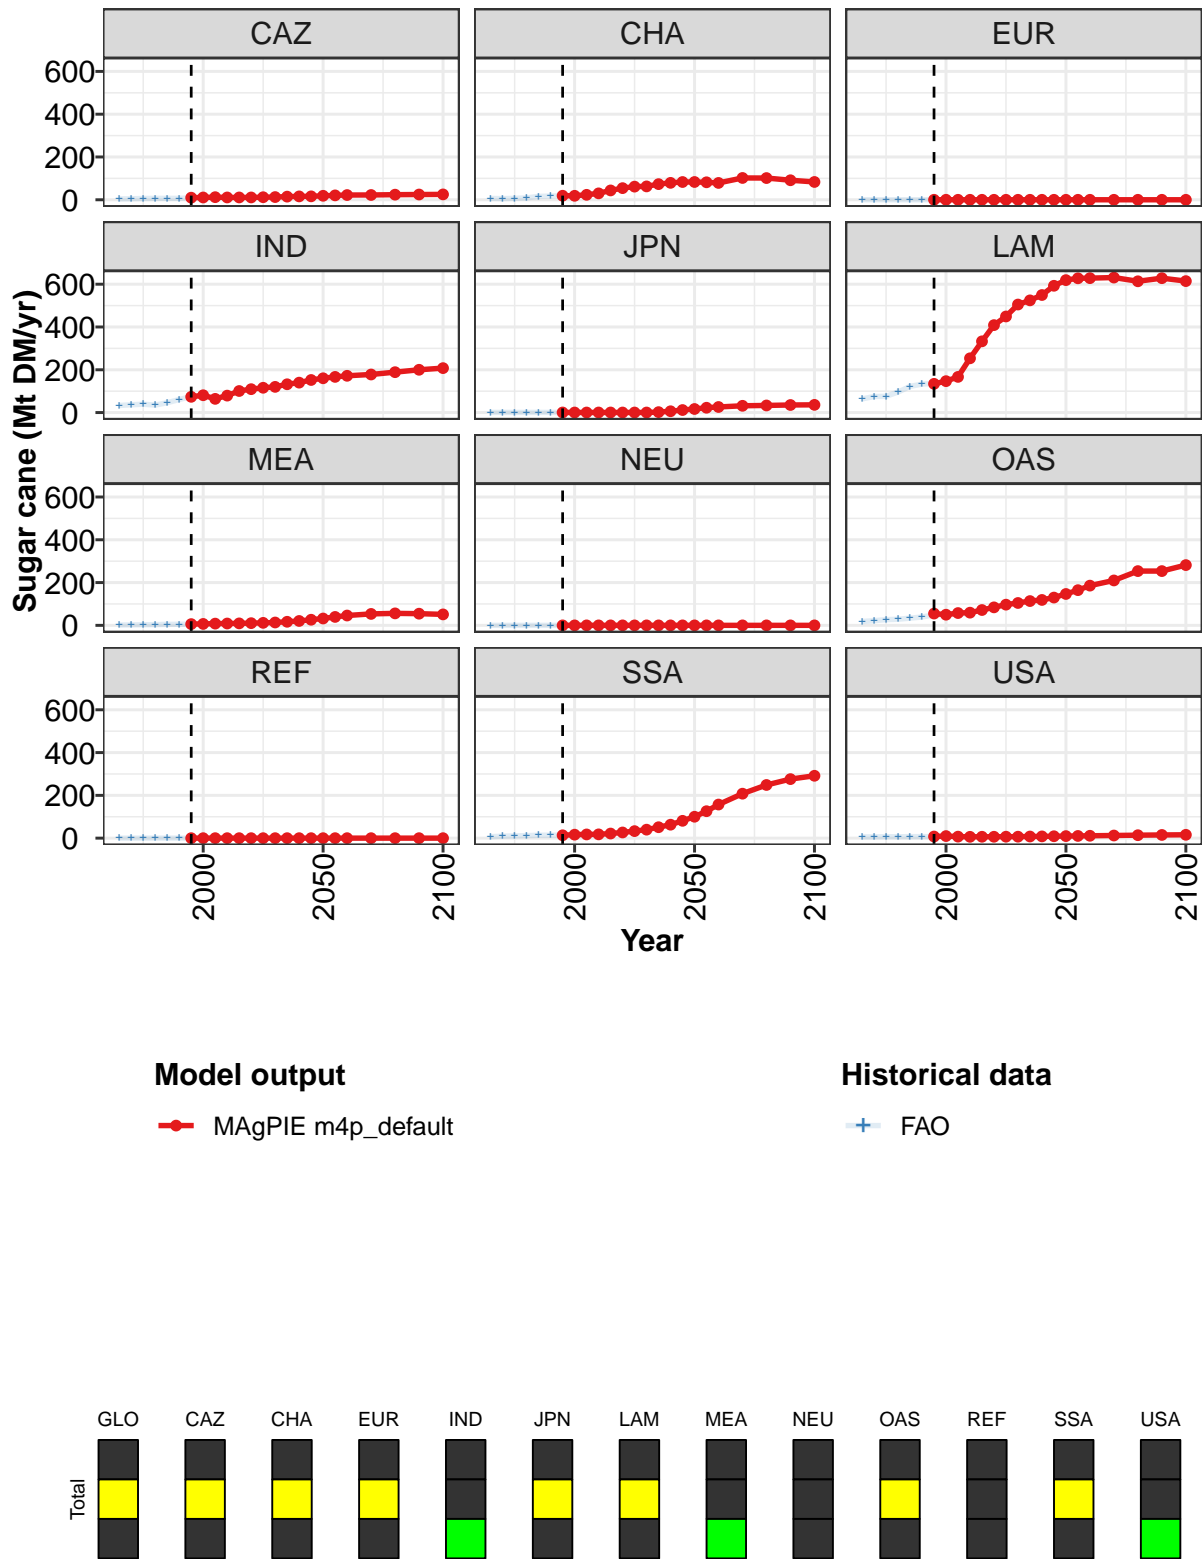 CAZ CHA EUR
600
400
200
0
IND JPN LAM
600
400
200
0
MEA NEU OAS
600
400
200
0
REF SSA USA
600
400
200
0
Sugar cane (Mt DM/yr)
2000 2050 2100 2000 2050 2100 2000 2050 2100
Year
Model output Historical data
MAgPIE m4p_default FAO
GLO CAZ CHA EUR IND JPN LAM MEA NEU OAS REF SSA USA
Total